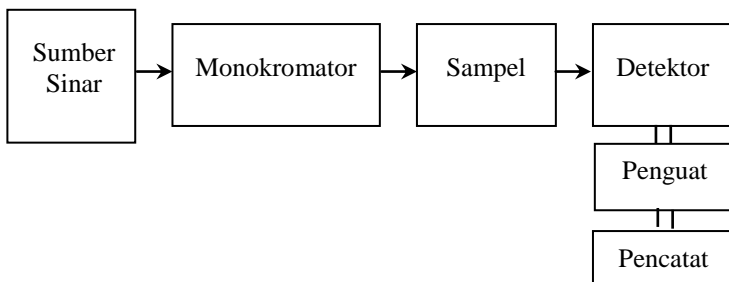 Sumber
Sinar
Monokromator
Sampel
Detektor
Penguat
Pencatat